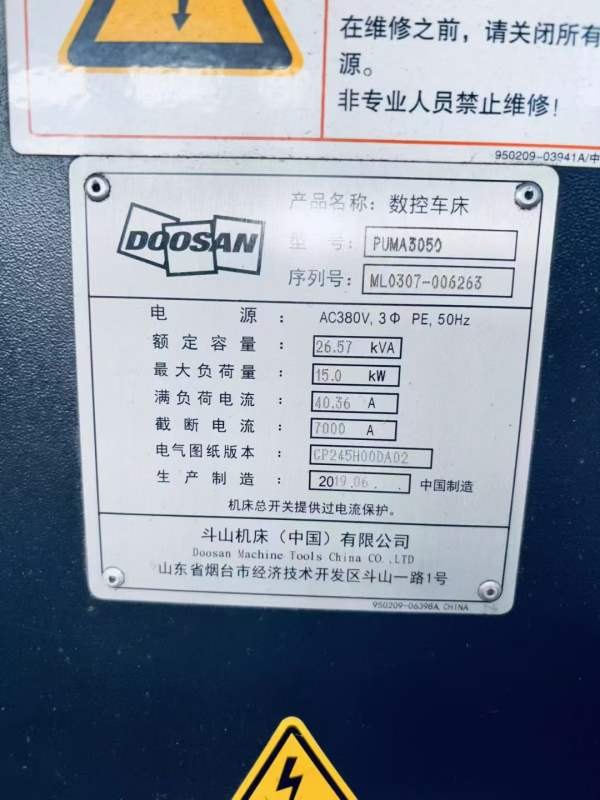 在维修之前，请关闭所有
源。
非专业人员禁止维修！
950209-03941A/中
DOOSAN
产品名称：数控车床
型号：PUMA3050
序列号：ML0307-006263
电源：AC380V, 3Φ PE, 50Hz
额定容量：26.57 kVA
最大负荷量：15.0 kW
满负荷电流：40.36 A
截断电流：7000 A
电气图纸版本：CP245H00DA02
生产制造：2019.06. 中国制造
机床总开关提供过电流保护。
斗山机床（中国）有限公司
Doosan Machine Tools China CO.,LTD
山东省烟台市经济技术开发区斗山一路1号
950209-06398A CHINA